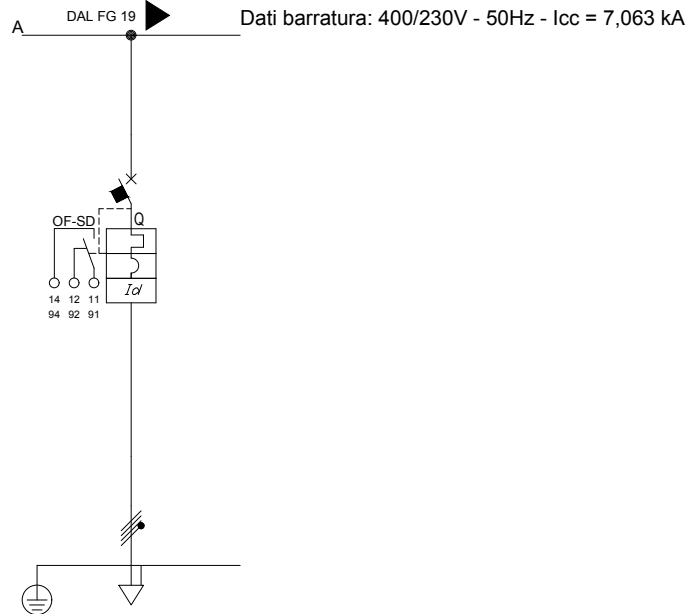 DAL FG 19
Dati barratura: 400/230V - 50Hz - Icc = 7,063 kA
A
OF-SD
Q
Id
14 12 11
94 92 91